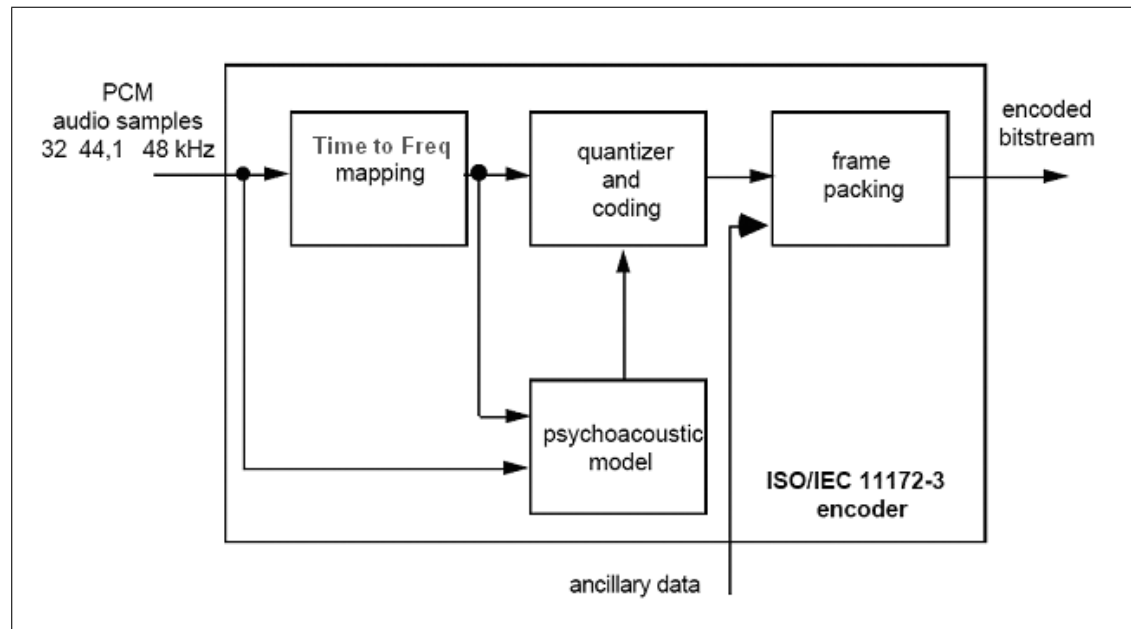 PCM
audio samples
32 44,1 48 kHz
Time to Freq
mapping
quantizer
and
coding
frame
packing
encoded
bitstream
psychoacoustic
model
ISO/IEC 11172-3
encoder
ancillary data